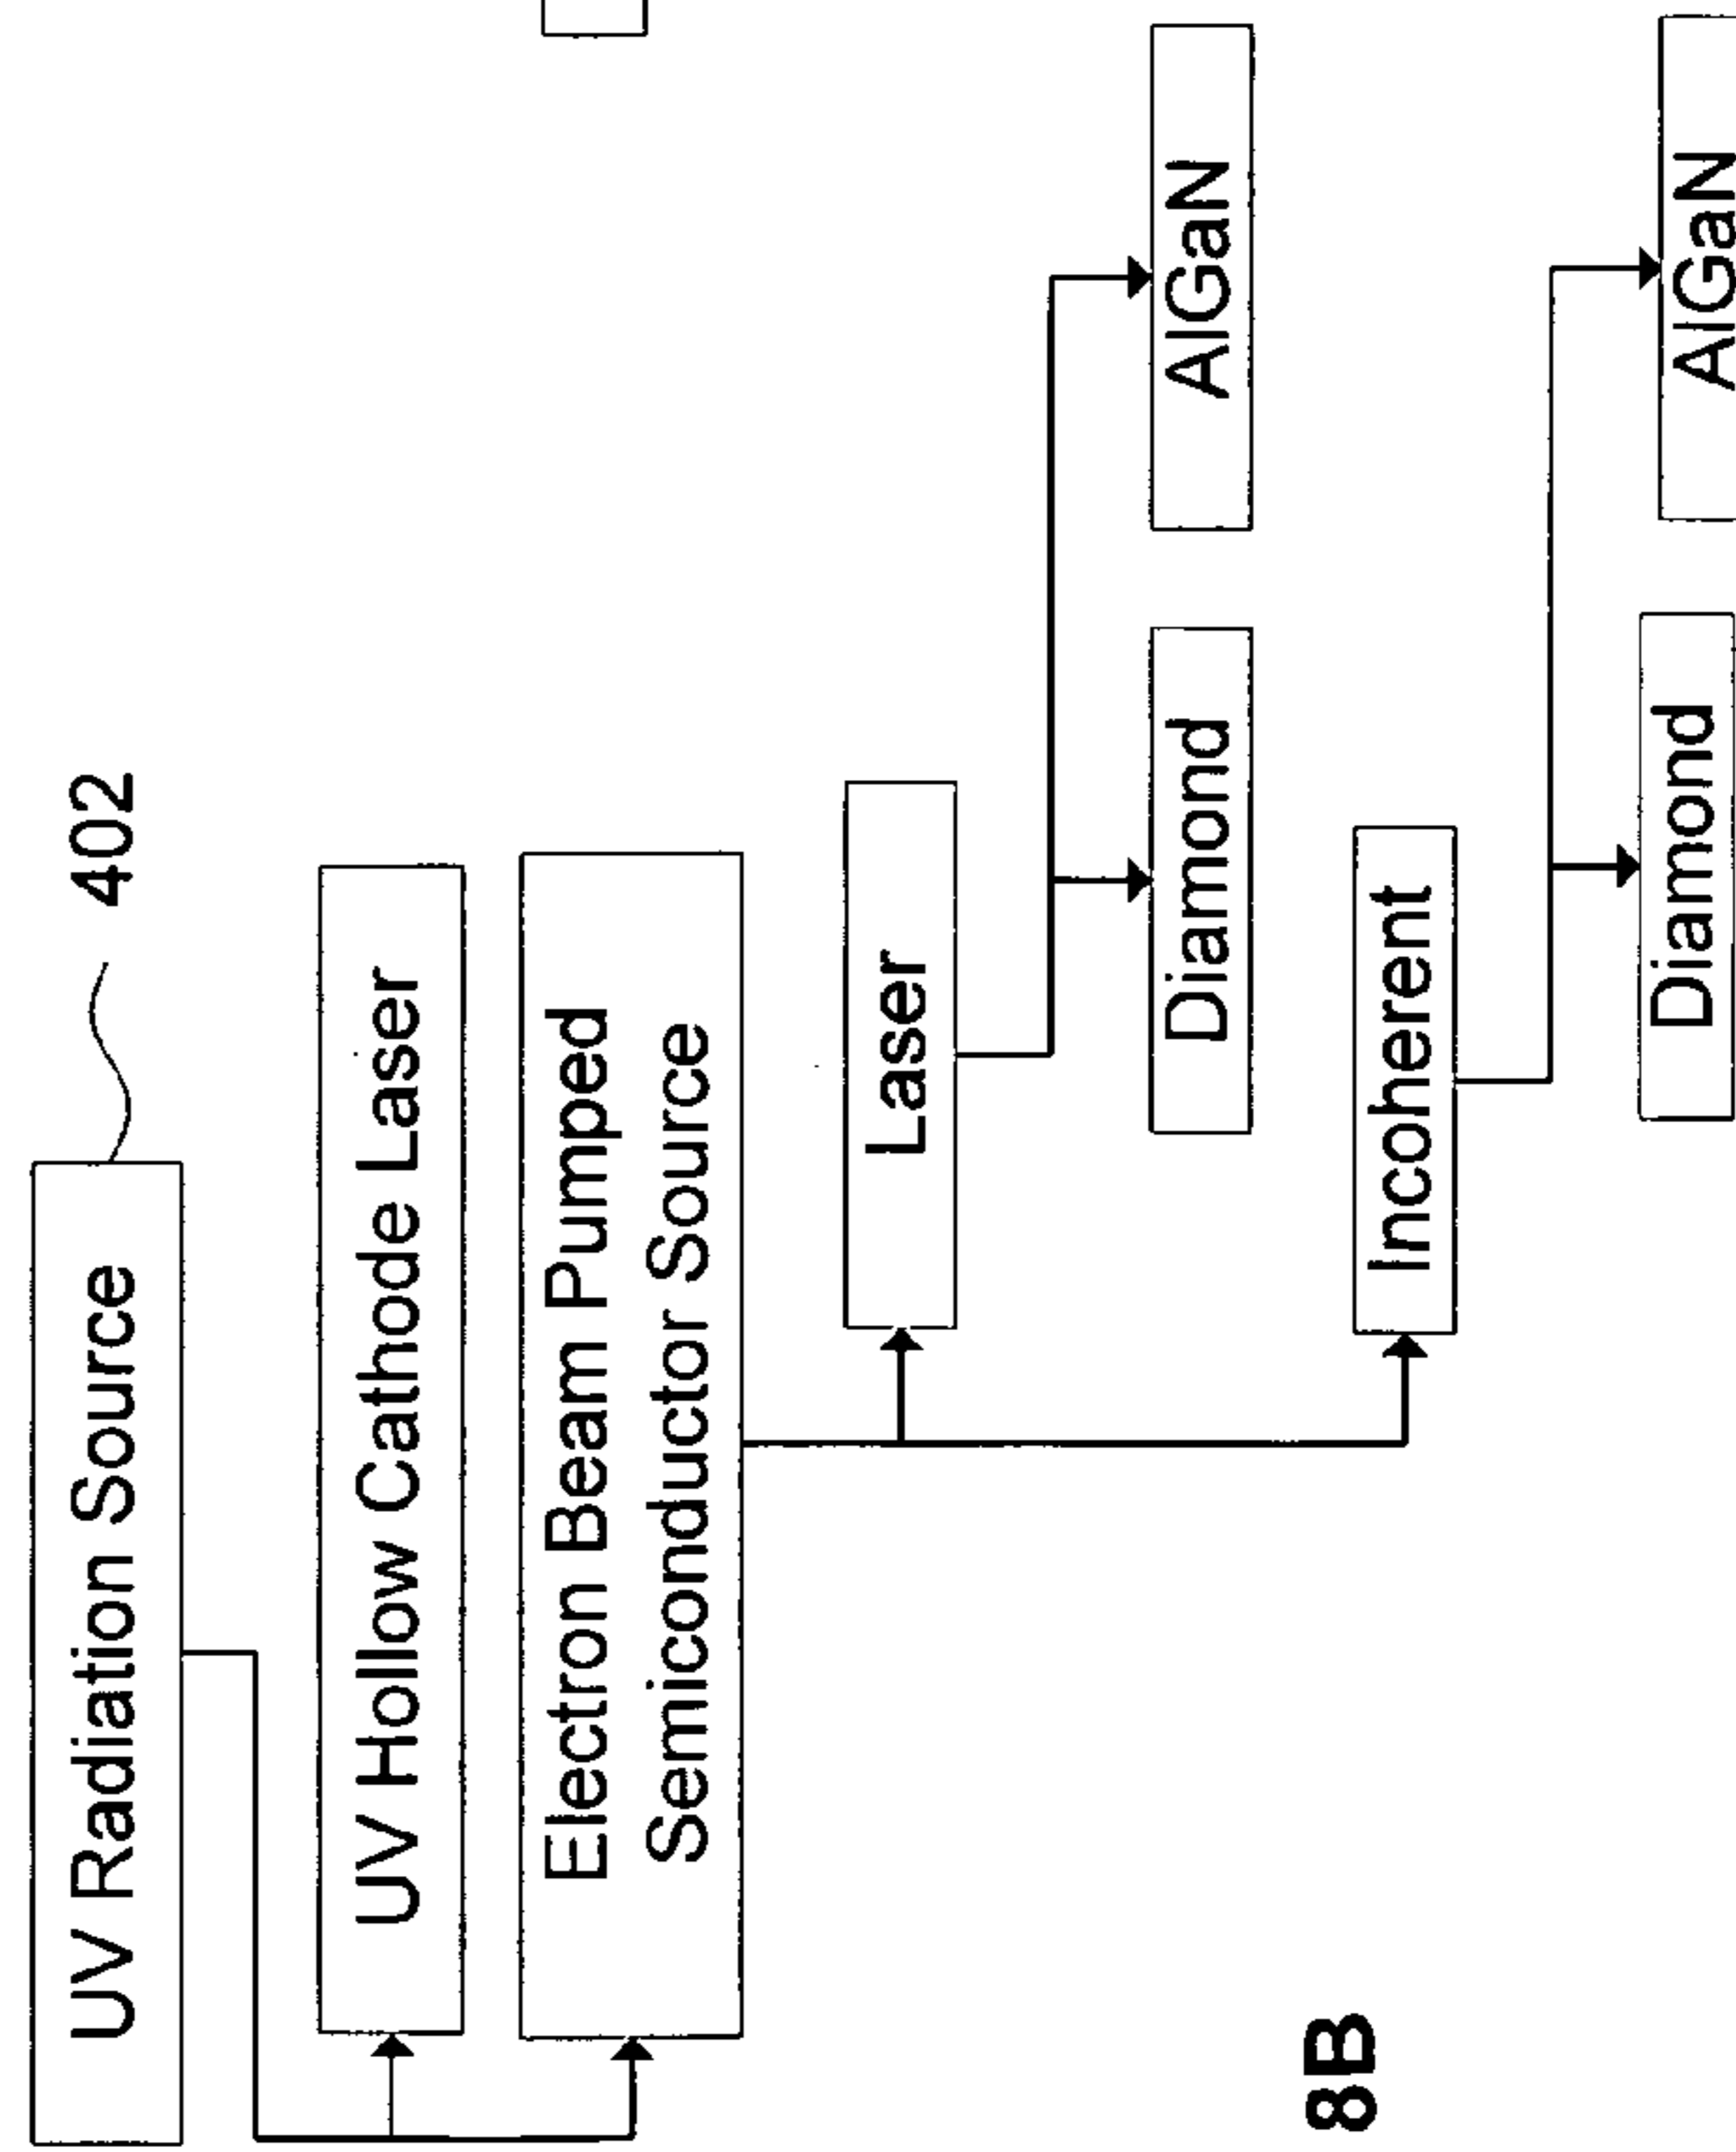 UV Radiation Source
402
UV Hollow Cathode Laser
Electron Beam Pumped
Semiconductor Source
Laser
Diamond
AlGaN
Incoherent
Diamond
AlGaN
8B